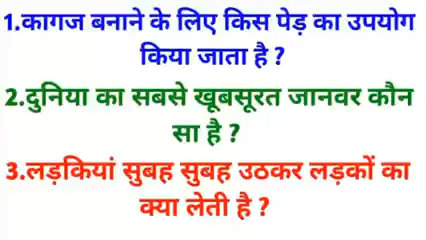 1.कागज बनाने के लिए किस पेड़ का उपयोग
किया जाता है ?
2.दुनिया का सबसे खूबसूरत जानवर कौन
सा है ?
3.लड़कियां सुबह सुबह उठकर लड़कों का
क्या लेती है ?